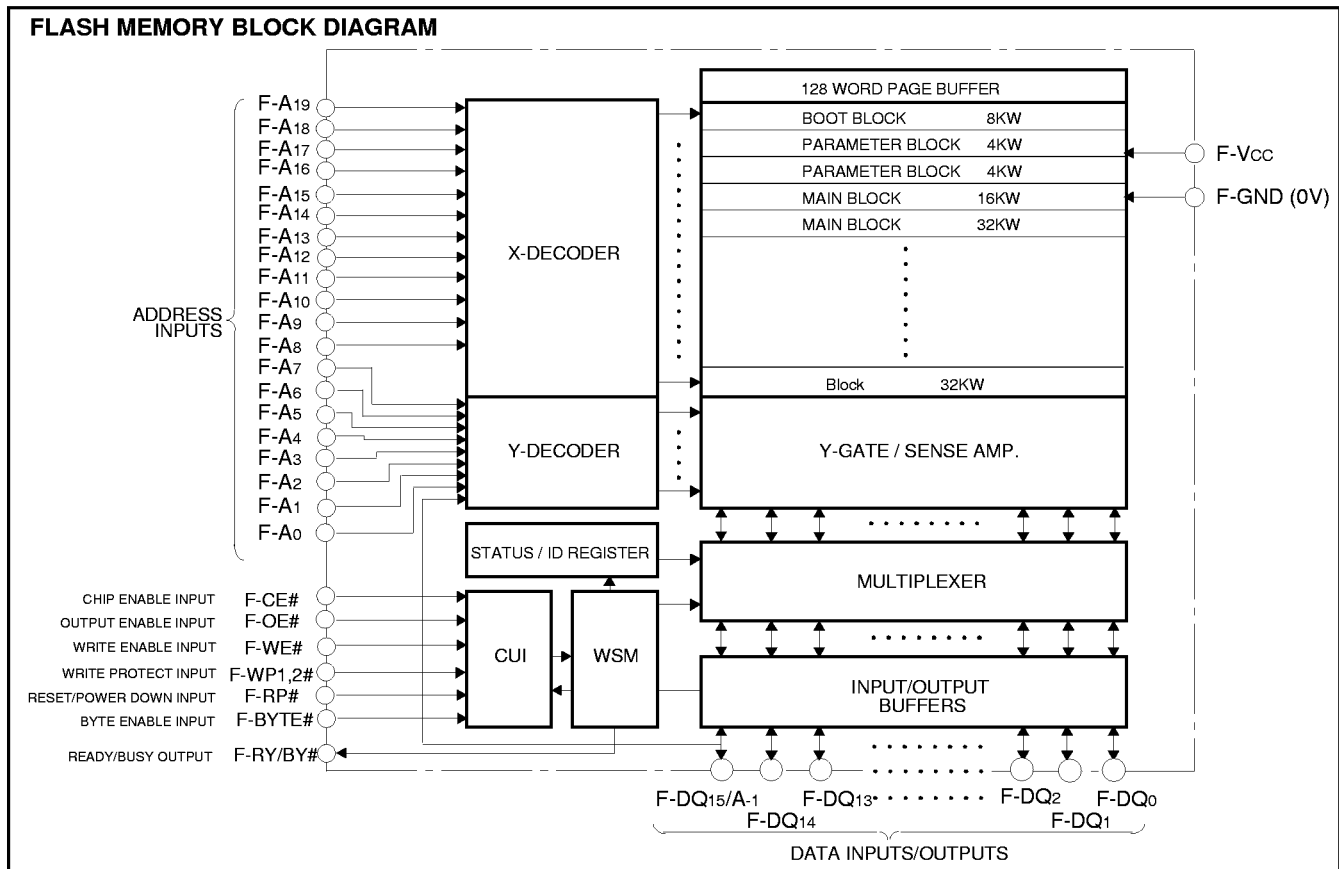 FLASH MEMORY BLOCK DIAGRAM
F-A19
F-A18
F-A17
F-A16
F-A15
F-A14
F-A13
F-A12
F-A11
F-A10
F-A9
F-A8
F-A7
F-A6
F-A5
F-A4
F-A3
F-A2
F-A1
F-A0
ADDRESS
INPUTS
X-DECODER
Y-DECODER
128 WORD PAGE BUFFER
BOOT BLOCK 8KW
PARAMETER BLOCK 4KW
PARAMETER BLOCK 4KW
MAIN BLOCK 16KW
MAIN BLOCK 32KW
Block 32KW
F-VCC
F-GND (0V)
Y-GATE / SENSE AMP.
STATUS / ID REGISTER
MULTIPLEXER
CHIP ENABLE INPUT F-CE#
OUTPUT ENABLE INPUT F-OE#
WRITE ENABLE INPUT F-WE#
WRITE PROTECT INPUT F-WP1,2#
RESET/POWER DOWN INPUT F-RP#
BYTE ENABLE INPUT F-BYTE#
READY/BUSY OUTPUT F-RY/BY#
CUI
WSM
INPUT/OUTPUT
BUFFERS
F-DQ15/A-1 F-DQ13 F-DQ2 F-DQ0
F-DQ14 F-DQ1
DATA INPUTS/OUTPUTS